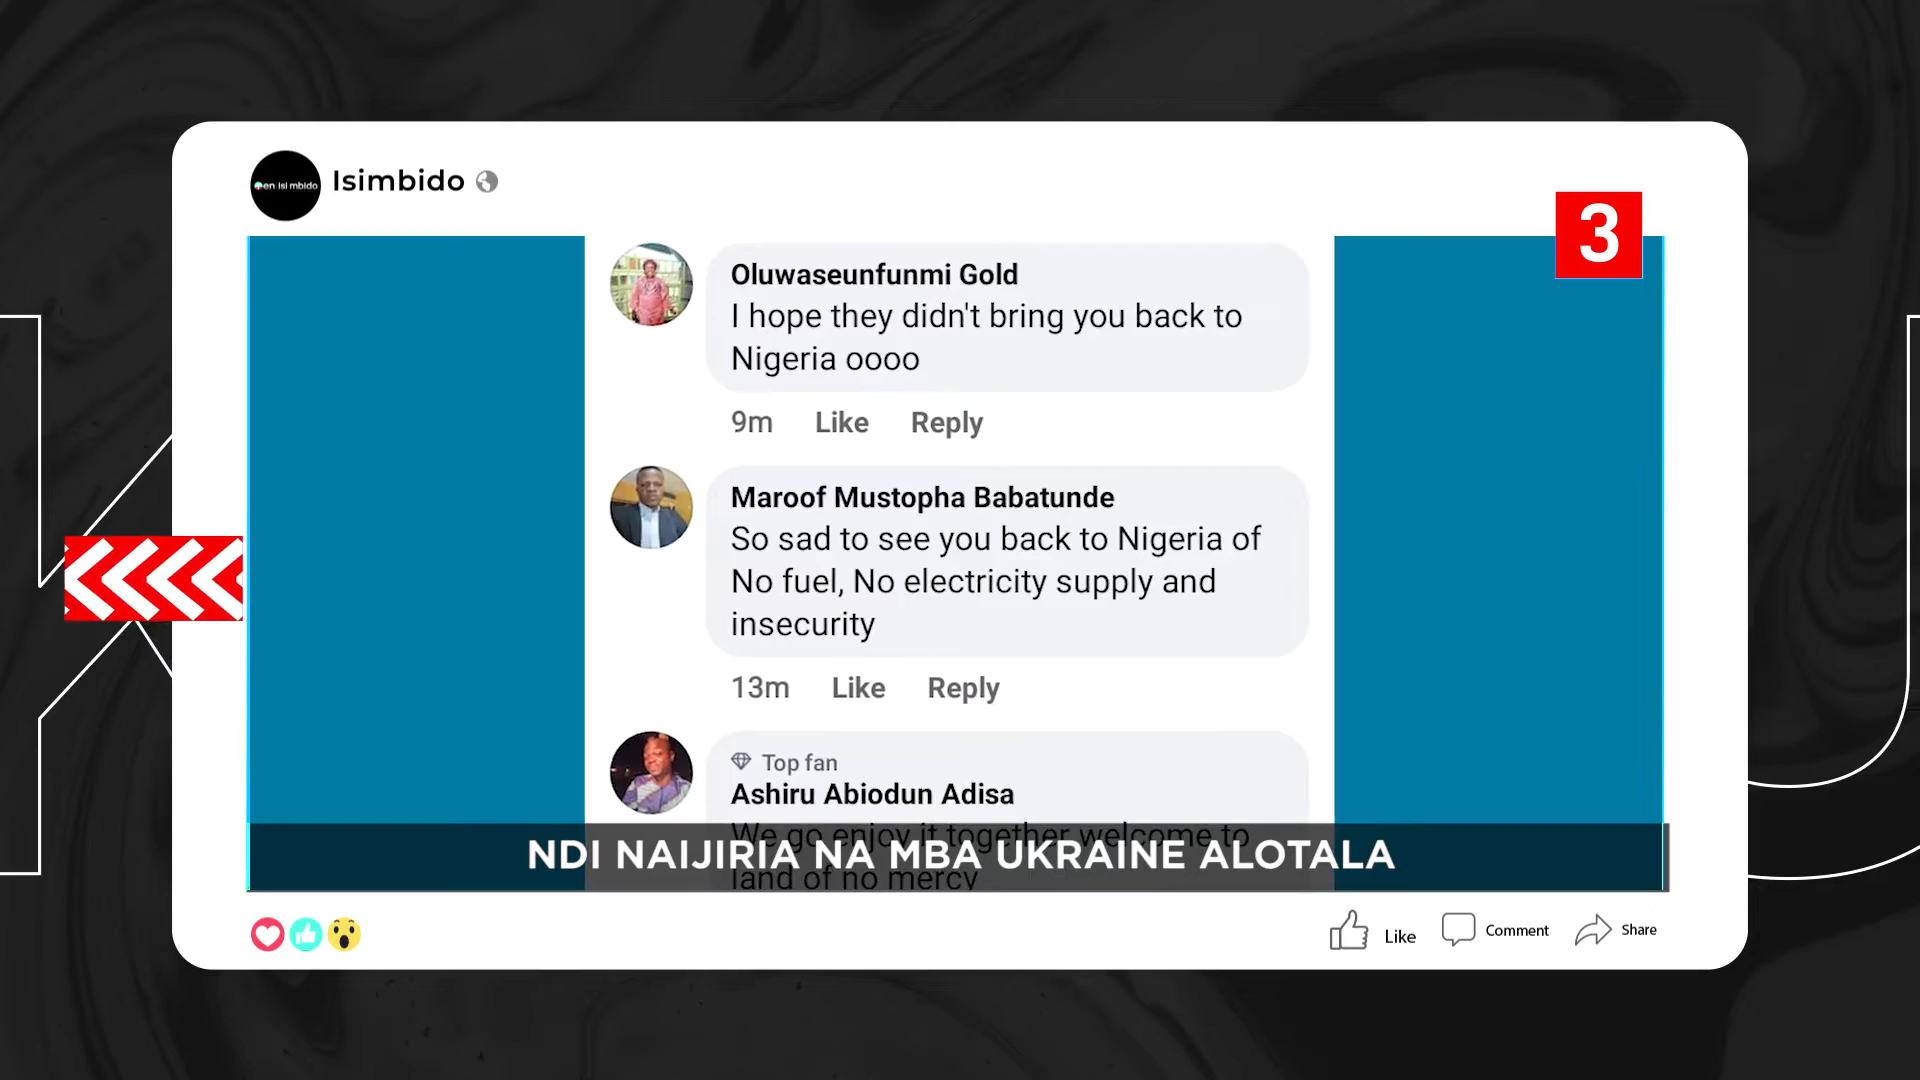 en isi mbido
Isimbido
3
Oluwaseunfunmi Gold
I hope they didn't bring you back to
Nigeria oooo
9m Like Reply
Maroof Mustopha Babatunde
So sad to see you back to Nigeria of
No fuel, No electricity supply and
insecurity
13m Like Reply
Top fan
Ashiru Abiodun Adisa
We go enjoy it together welcome to
land of no mercy
NDI NAIJIRIA NA MBA UKRAINE ALOTALA
Like Comment Share